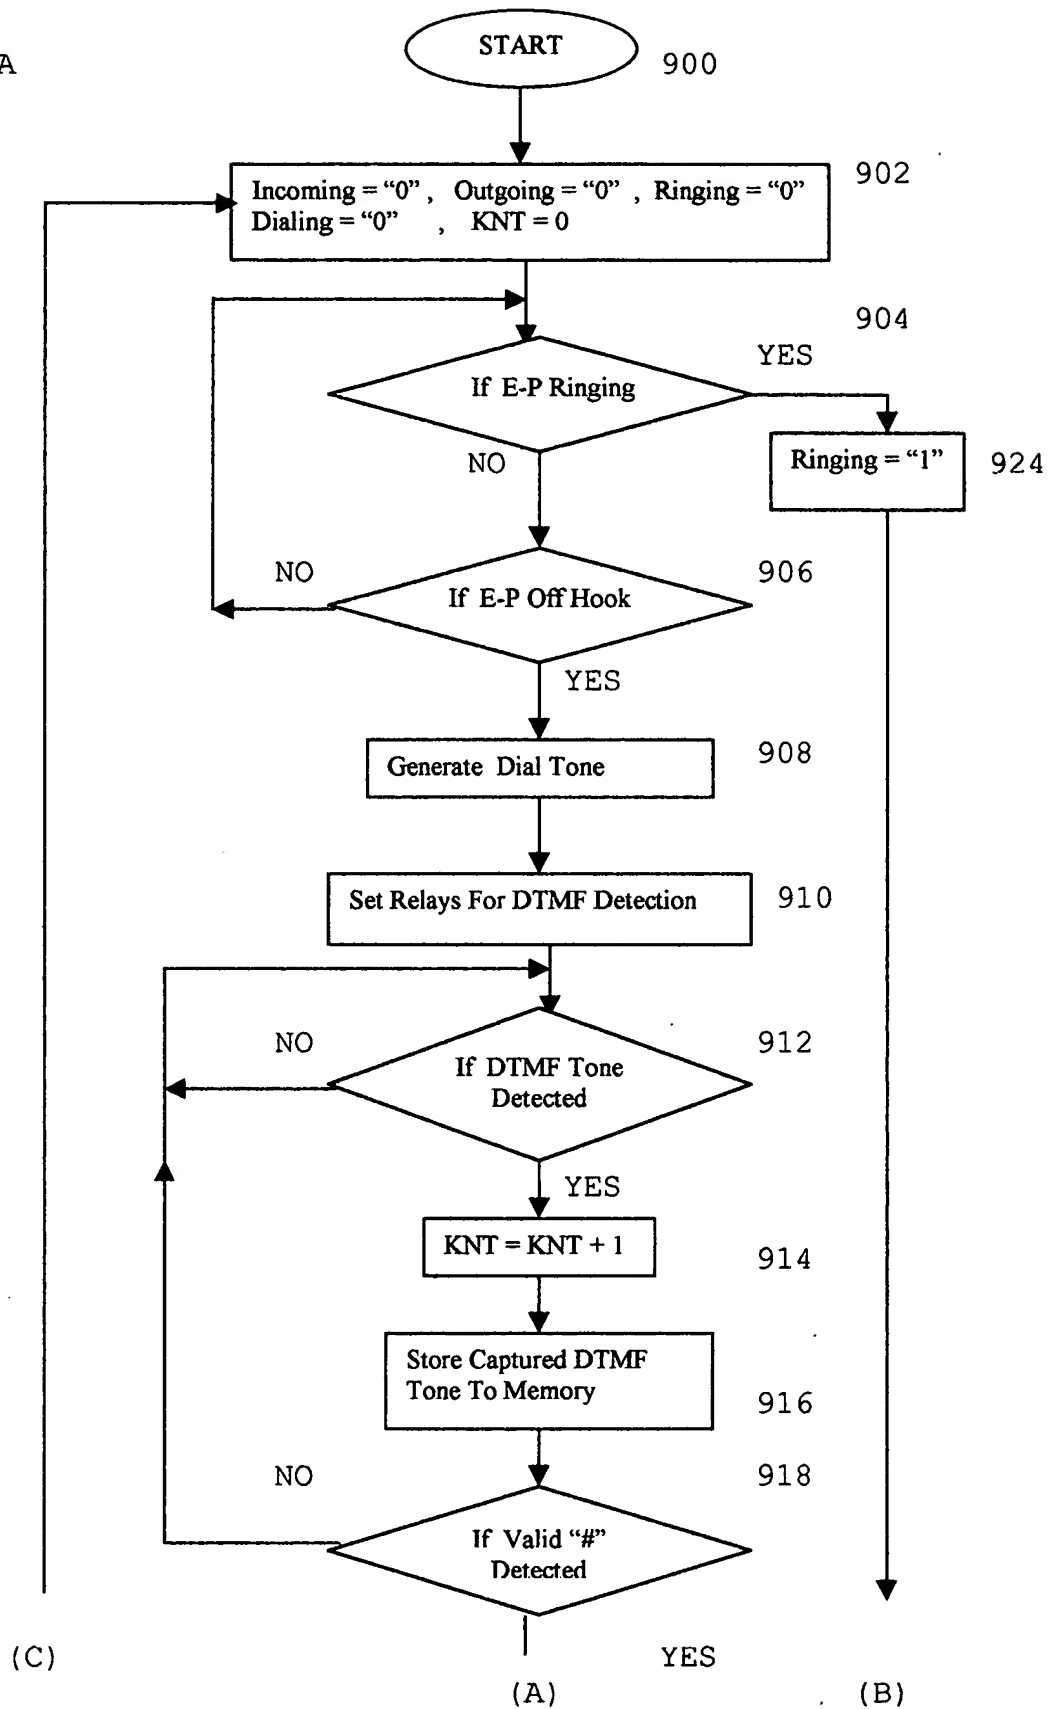 START
A
900
902
Incoming = “0” , Outgoing = “0” , Ringing = “0”
Dialing = “0” , KNT = 0
904
YES
If E-P Ringing
NO
Ringing = “1”
924
NO
906
If E-P Off Hook
YES
908
Generate Dial Tone
Set Relays For DTMF Detection
910
NO
912
If DTMF Tone
Detected
YES
KNT = KNT + 1
914
Store Captured DTMF
Tone To Memory
916
NO
918
If Valid “#”
Detected
(C)
YES
(A)
(B)